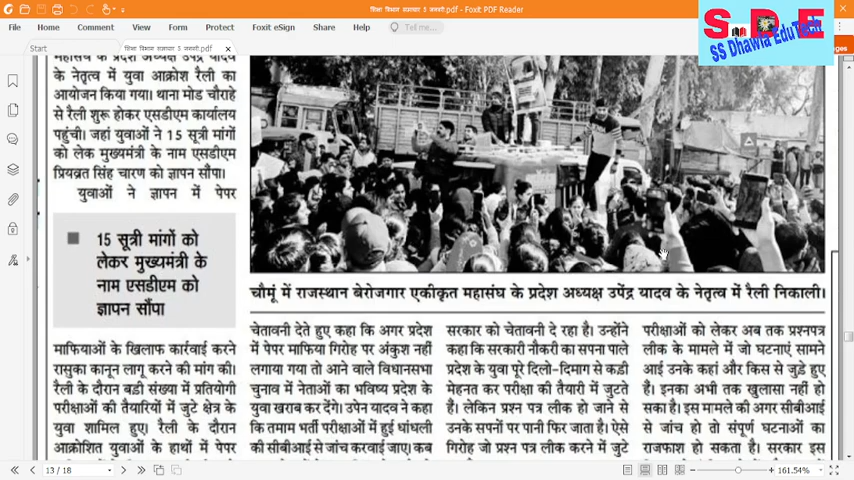 शिक्षा विभाग समाचार 5 जनवरी.pdf - Foxit PDF Reader
File Home Comment View Form Protect Foxit eSign Share Help Tell me...
SDE
SS Dhawla EduTech
Start
शिक्षा विभाग समाचार 5 जनवरी.pdf
महासंघ के प्रदेश अध्यक्ष उपेंद्र यादव
के नेतृत्व में युवा आक्रोश रैली का
आयोजन किया गया। थाना मोड चौराहे
से रैली शुरू होकर एसडीएम कार्यालय
पहुंची। जहां युवाओं ने 15 सूत्री मांगों
को लेक मुख्यमंत्री के नाम एसडीएम
प्रियव्रत सिंह चारण को ज्ञापन सौंपा।
युवाओं ने ज्ञापन में पेपर
15 सूत्री मांगों को
लेकर मुख्यमंत्री के
नाम एसडीएम को
ज्ञापन सौंपा
माफियाओं के खिलाफ कार्रवाई करने
रासुका कानून लागू करने की मांग की।
रैली के दौरान बड़ी संख्या में प्रतियोगी
परीक्षाओं की तैयारियों में जुटे क्षेत्र के
युवा शामिल हुए। रैली के दौरान
आक्रोशित युवाओं के हाथों में पेपर
चौमूं में राजस्थान बेरोजगार एकीकृत महासंघ के प्रदेश अध्यक्ष उपेंद्र यादव के नेतृत्व में रैली निकाली।
चेतावनी देते हुए कहा कि अगर प्रदेश
में पेपर माफिया गिरोह पर अंकुश नहीं
लगाया गया तो आने वाले विधानसभा
चुनाव में नेताओं का भविष्य प्रदेश के
युवा खराब कर देंगे। उपेन यादव ने कहा
कि तमाम भर्ती परीक्षाओं में हुई धांधली
की सीबीआई से जांच करवाई जाए। कब
सरकार को चेतावनी दे रहा है। उन्होंने
कहा कि सरकारी नौकरी का सपना पाले
प्रदेश के युवा पूरे दिलो-दिमाग से कड़ी
मेहनत कर परीक्षा की तैयारी में जुटते
हैं। लेकिन प्रश्न पत्र लीक हो जाने से
उनके सपनों पर पानी फिर जाता है। ऐसे
गिरोह जो प्रश्न पत्र लीक करने में जुटे
परीक्षाओं को लेकर अब तक प्रश्नपत्र
लीक के मामले में जो घटनाएं सामने
आई उनके कहां और किस से जुड़े हुए
हैं। इनका अभी तक खुलासा नहीं हो
सका है। इस मामले की अगर सीबीआई
से जांच हो तो संपूर्ण घटनाओं का
राजफाश हो सकता है। सरकार इस
13 / 18
161.54%